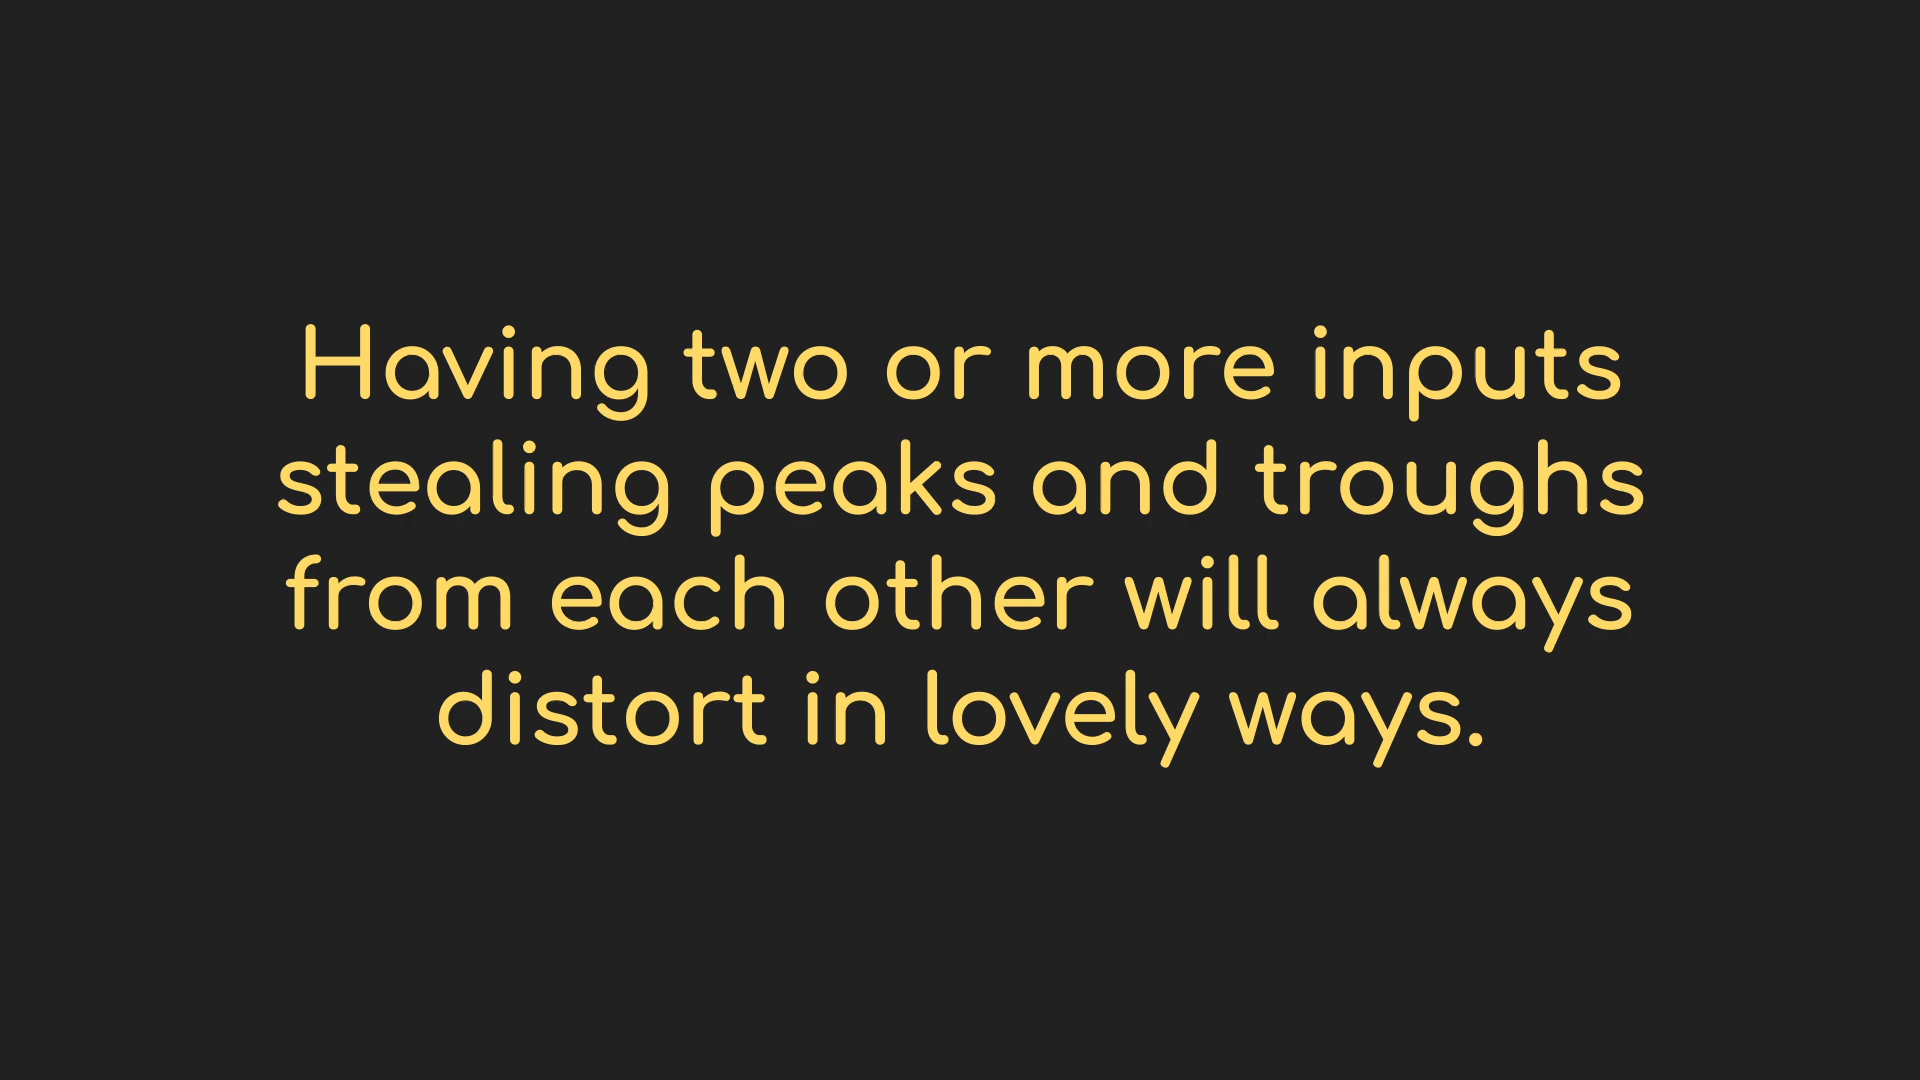 Having two or more inputs
stealing peaks and troughs
from each other will always
distort in lovely ways.